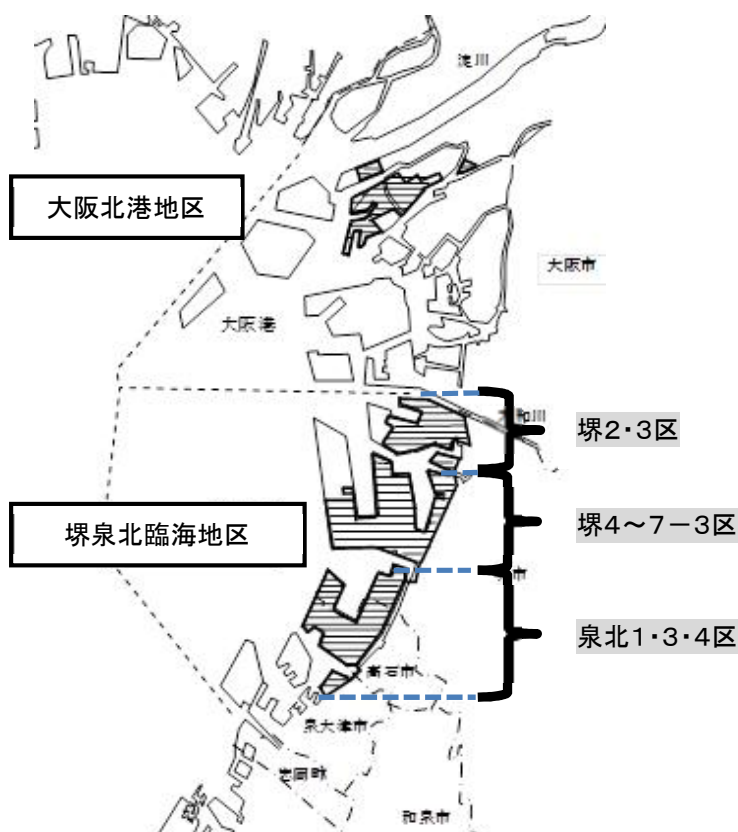 淀川
大阪北港地区
大阪市
大阪港
堺2・3区
堺4～7－3区
堺泉北臨海地区
市
泉北1・3・4区
高石市
泉大津市
忠岡町
和泉市